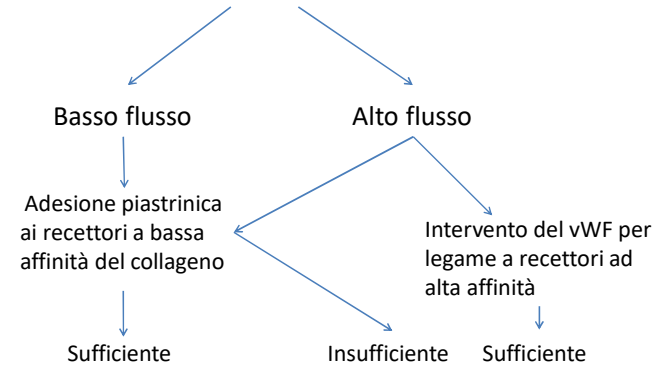 Basso flusso
Alto flusso
Adesione piastrinica
ai recettori a bassa
affinità del collageno
Intervento del vWF per
legame a recettori ad
alta affinità
Sufficiente
Insufficiente
Sufficiente